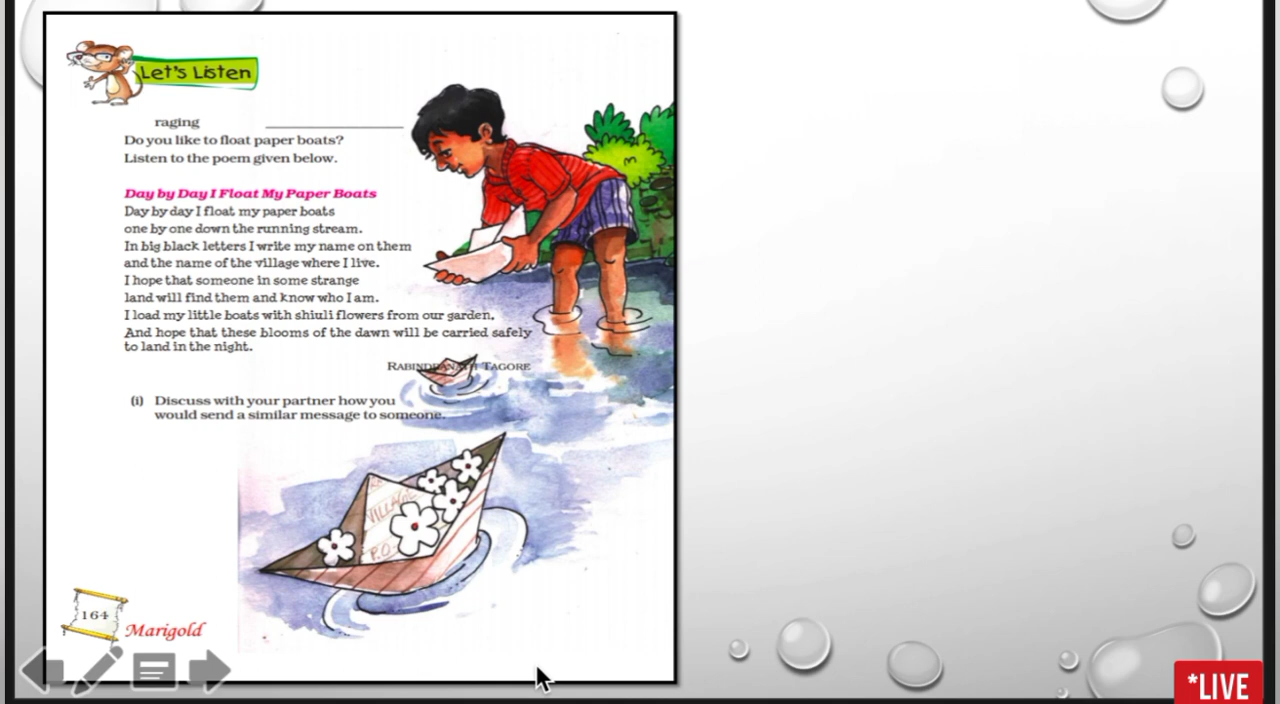 Let's Listen
raging
Do you like to float paper boats?
Listen to the poem given below.
Day by Day I Float My Paper Boats
Day by day I float my paper boats
one by one down the running stream.
In big black letters I write my name on them
and the name of the village where I live.
I hope that someone in some strange
land will find them and know who I am.
I load my little boats with shiuli flowers from our garden,
And hope that these blooms of the dawn will be carried safely
to land in the night.
RABINDRANATH TAGORE
(i) Discuss with your partner how you
would send a similar message to someone.
VILLAGE
P.O
164
Marigold
*LIVE